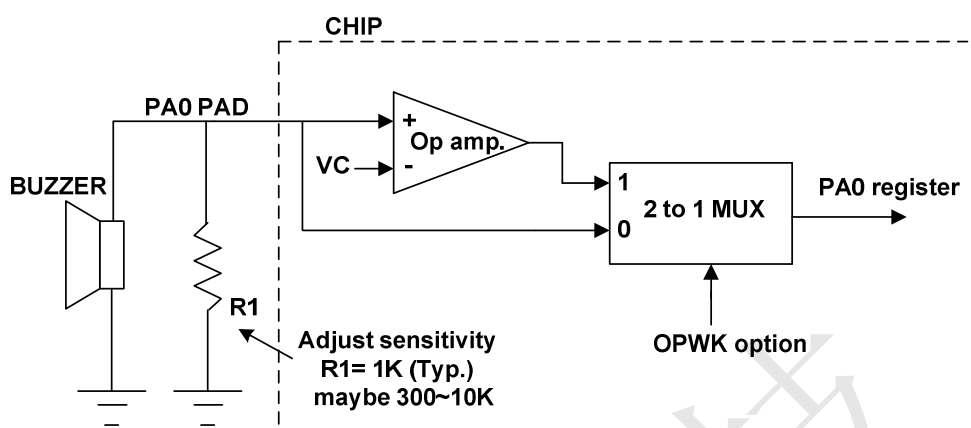 CHIP
PA0 PAD
+
Op amp.
VC
-
BUZZER
1
2 to 1 MUX
0
PA0 register
R1
Adjust sensitivity
R1= 1K (Typ.)
maybe 300~10K
OPWK option